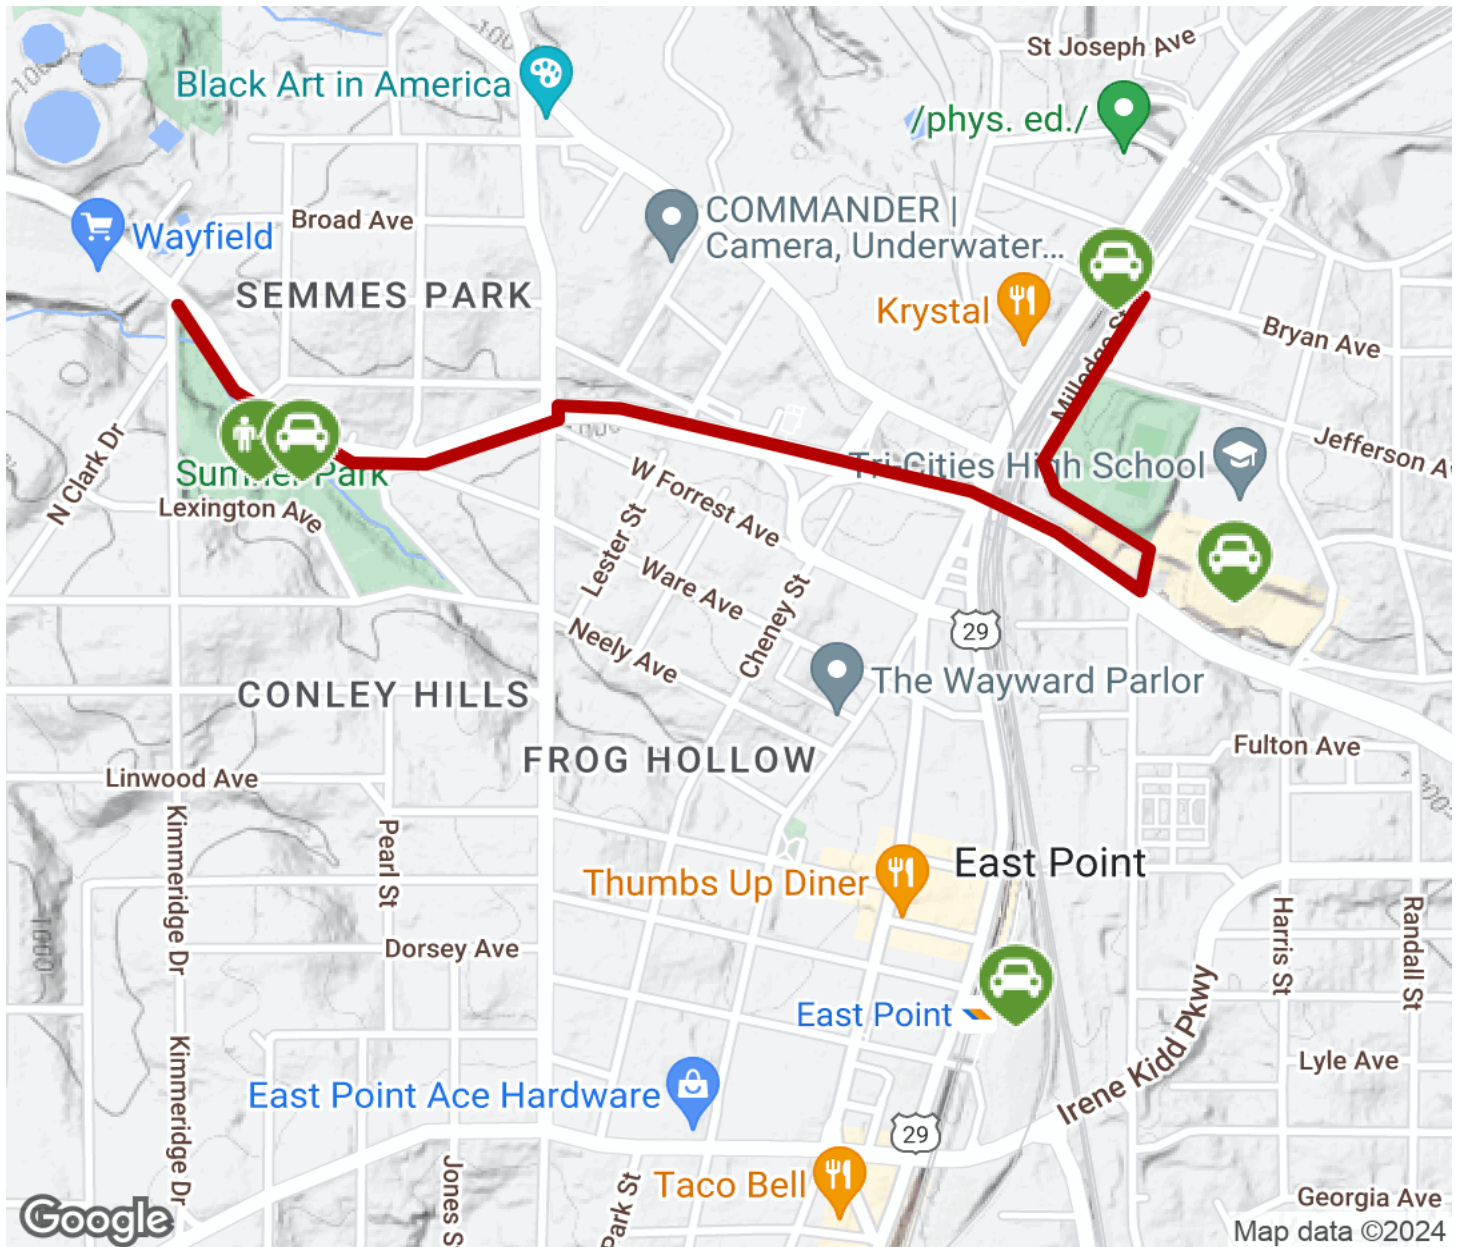 St Joseph Ave
Black Art in America
/phys. ed./
Broad Ave
COMMANDER |
Camera, Underwater...
Wayfield
SEMMES PARK
Krystal
Milledge St
Bryan Ave
N Clark Dr
Jefferson A
Tri-Cities High School
Sumner Park
Lexington Ave
W Forrest Ave
Lester St
Ware Ave
Cheney St
29
Neely Ave
The Wayward Parlor
CONLEY HILLS
FROG HOLLOW
Fulton Ave
Linwood Ave
Kimmeridge Dr
Pearl St
Thumbs Up Diner
East Point
Harris St
Randall St
Dorsey Ave
1000
East Point
Irene Kidd Pkwy
Lyle Ave
East Point Ace Hardware
Kimmeridge Dr
29
Jones S
Park St
Taco Bell
Georgia Ave
Google
Map data ©2024